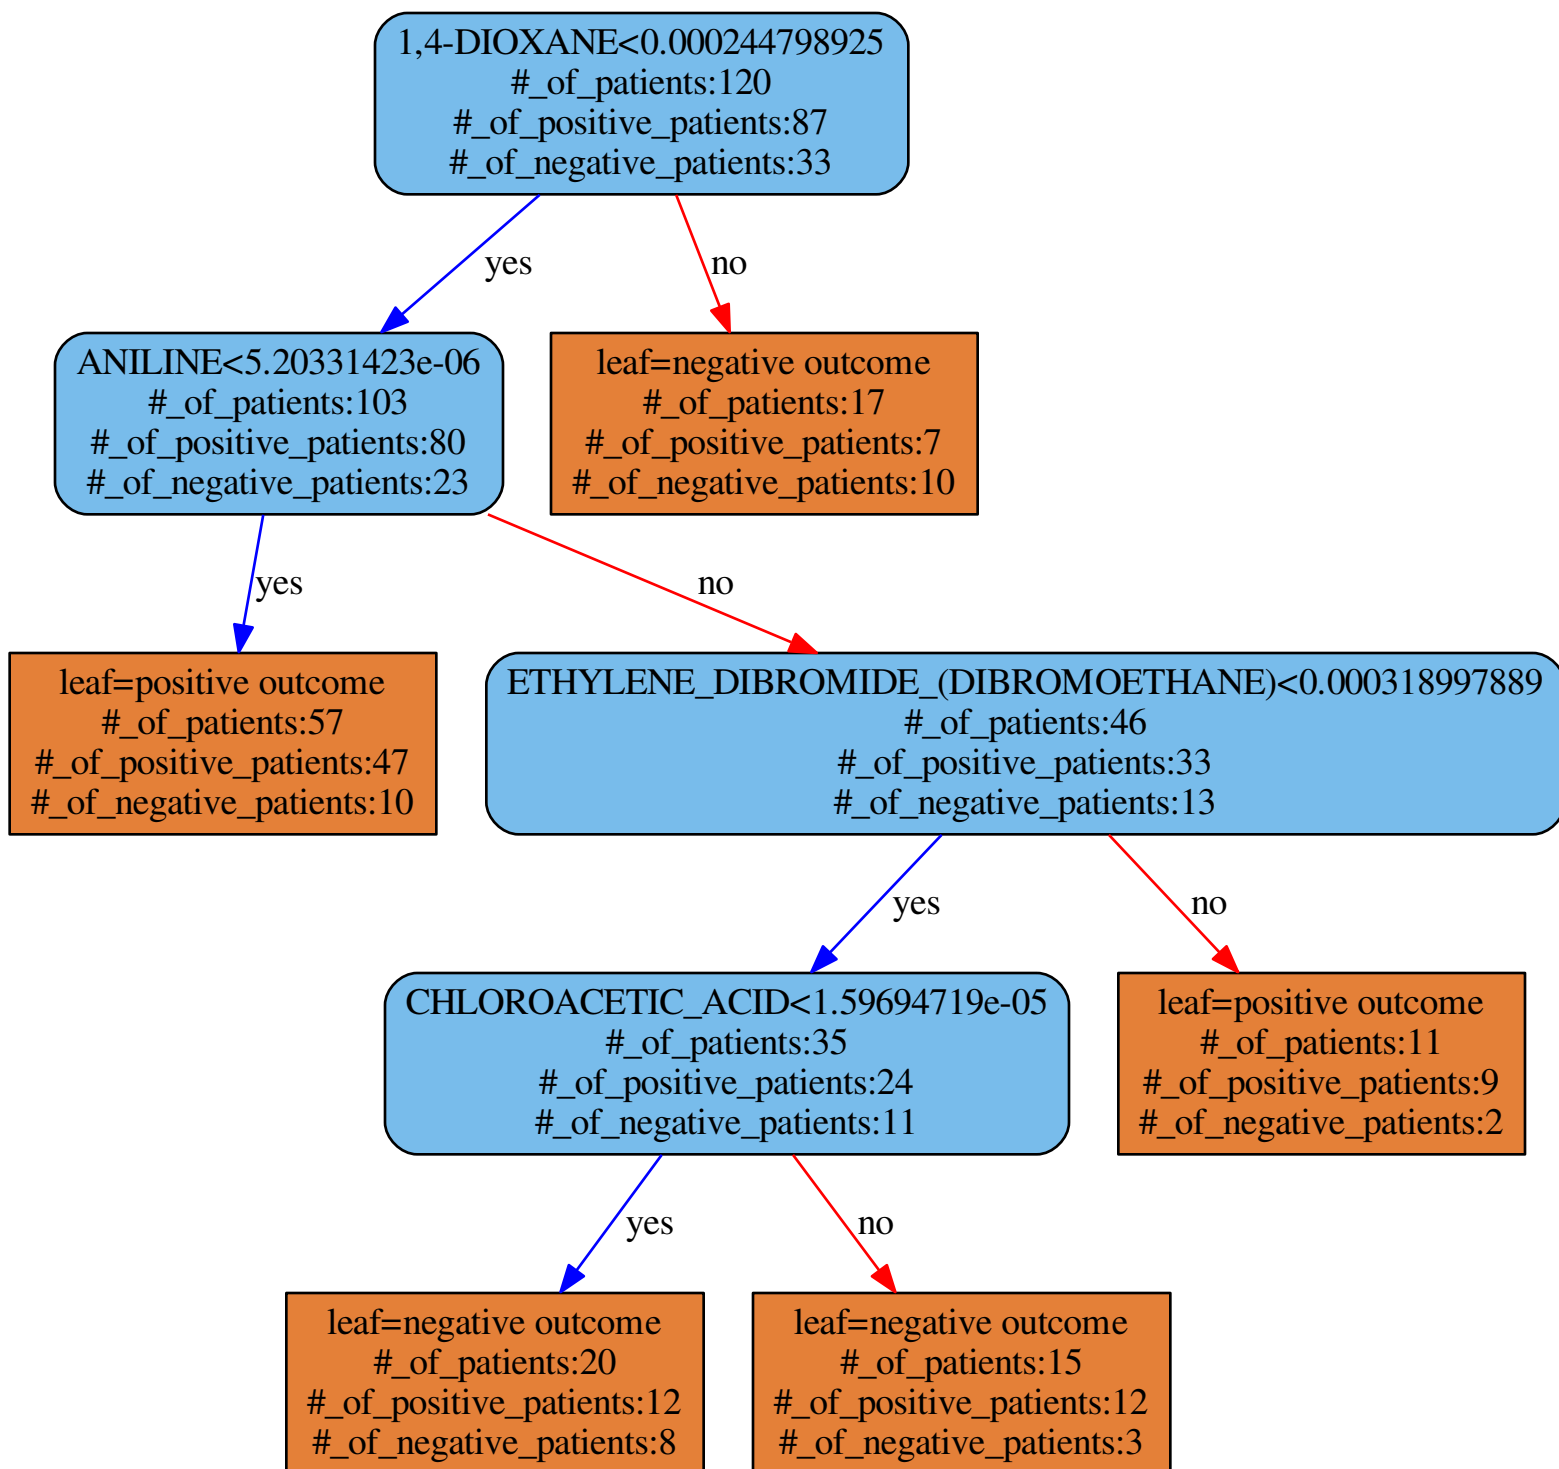 1,4-DIOXANE<0.000244798925
#_of_patients:120
#_of_positive_patients:87
#_of_negative_patients:33
yes
no
ANILINE<5.20331423e-06
#_of_patients:103
#_of_positive_patients:80
#_of_negative_patients:23
leaf=negative outcome
#_of_patients:17
#_of_positive_patients:7
#_of_negative_patients:10
yes
no
leaf=positive outcome
#_of_patients:57
#_of_positive_patients:47
#_of_negative_patients:10
ETHYLENE_DIBROMIDE_(DIBROMOETHANE)<0.000318997889
#_of_patients:46
#_of_positive_patients:33
#_of_negative_patients:13
yes
no
CHLOROACETIC_ACID<1.59694719e-05
#_of_patients:35
#_of_positive_patients:24
#_of_negative_patients:11
leaf=positive outcome
#_of_patients:11
#_of_positive_patients:9
#_of_negative_patients:2
yes
no
leaf=negative outcome
#_of_patients:20
#_of_positive_patients:12
#_of_negative_patients:8
leaf=negative outcome
#_of_patients:15
#_of_positive_patients:12
#_of_negative_patients:3